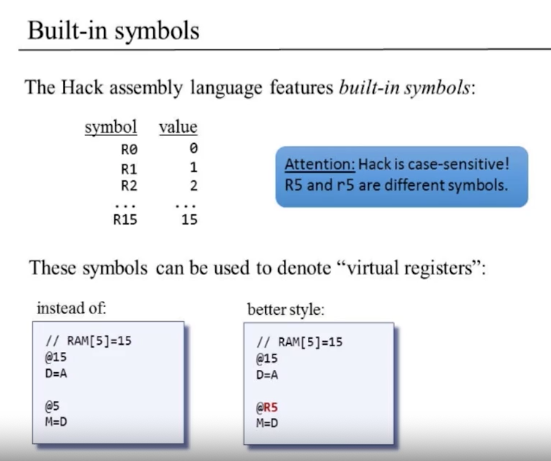 Built-in symbols
The Hack assembly language features built-in symbols:
symbol value
R0 0
R1 1
R2 2
... ...
R15 15
Attention: Hack is case-sensitive!
R5 and r5 are different symbols.
These symbols can be used to denote “virtual registers”:
instead of:
// RAM[5]=15
@15
D=A
@5
M=D
better style:
// RAM[5]=15
@15
D=A
@R5
M=D